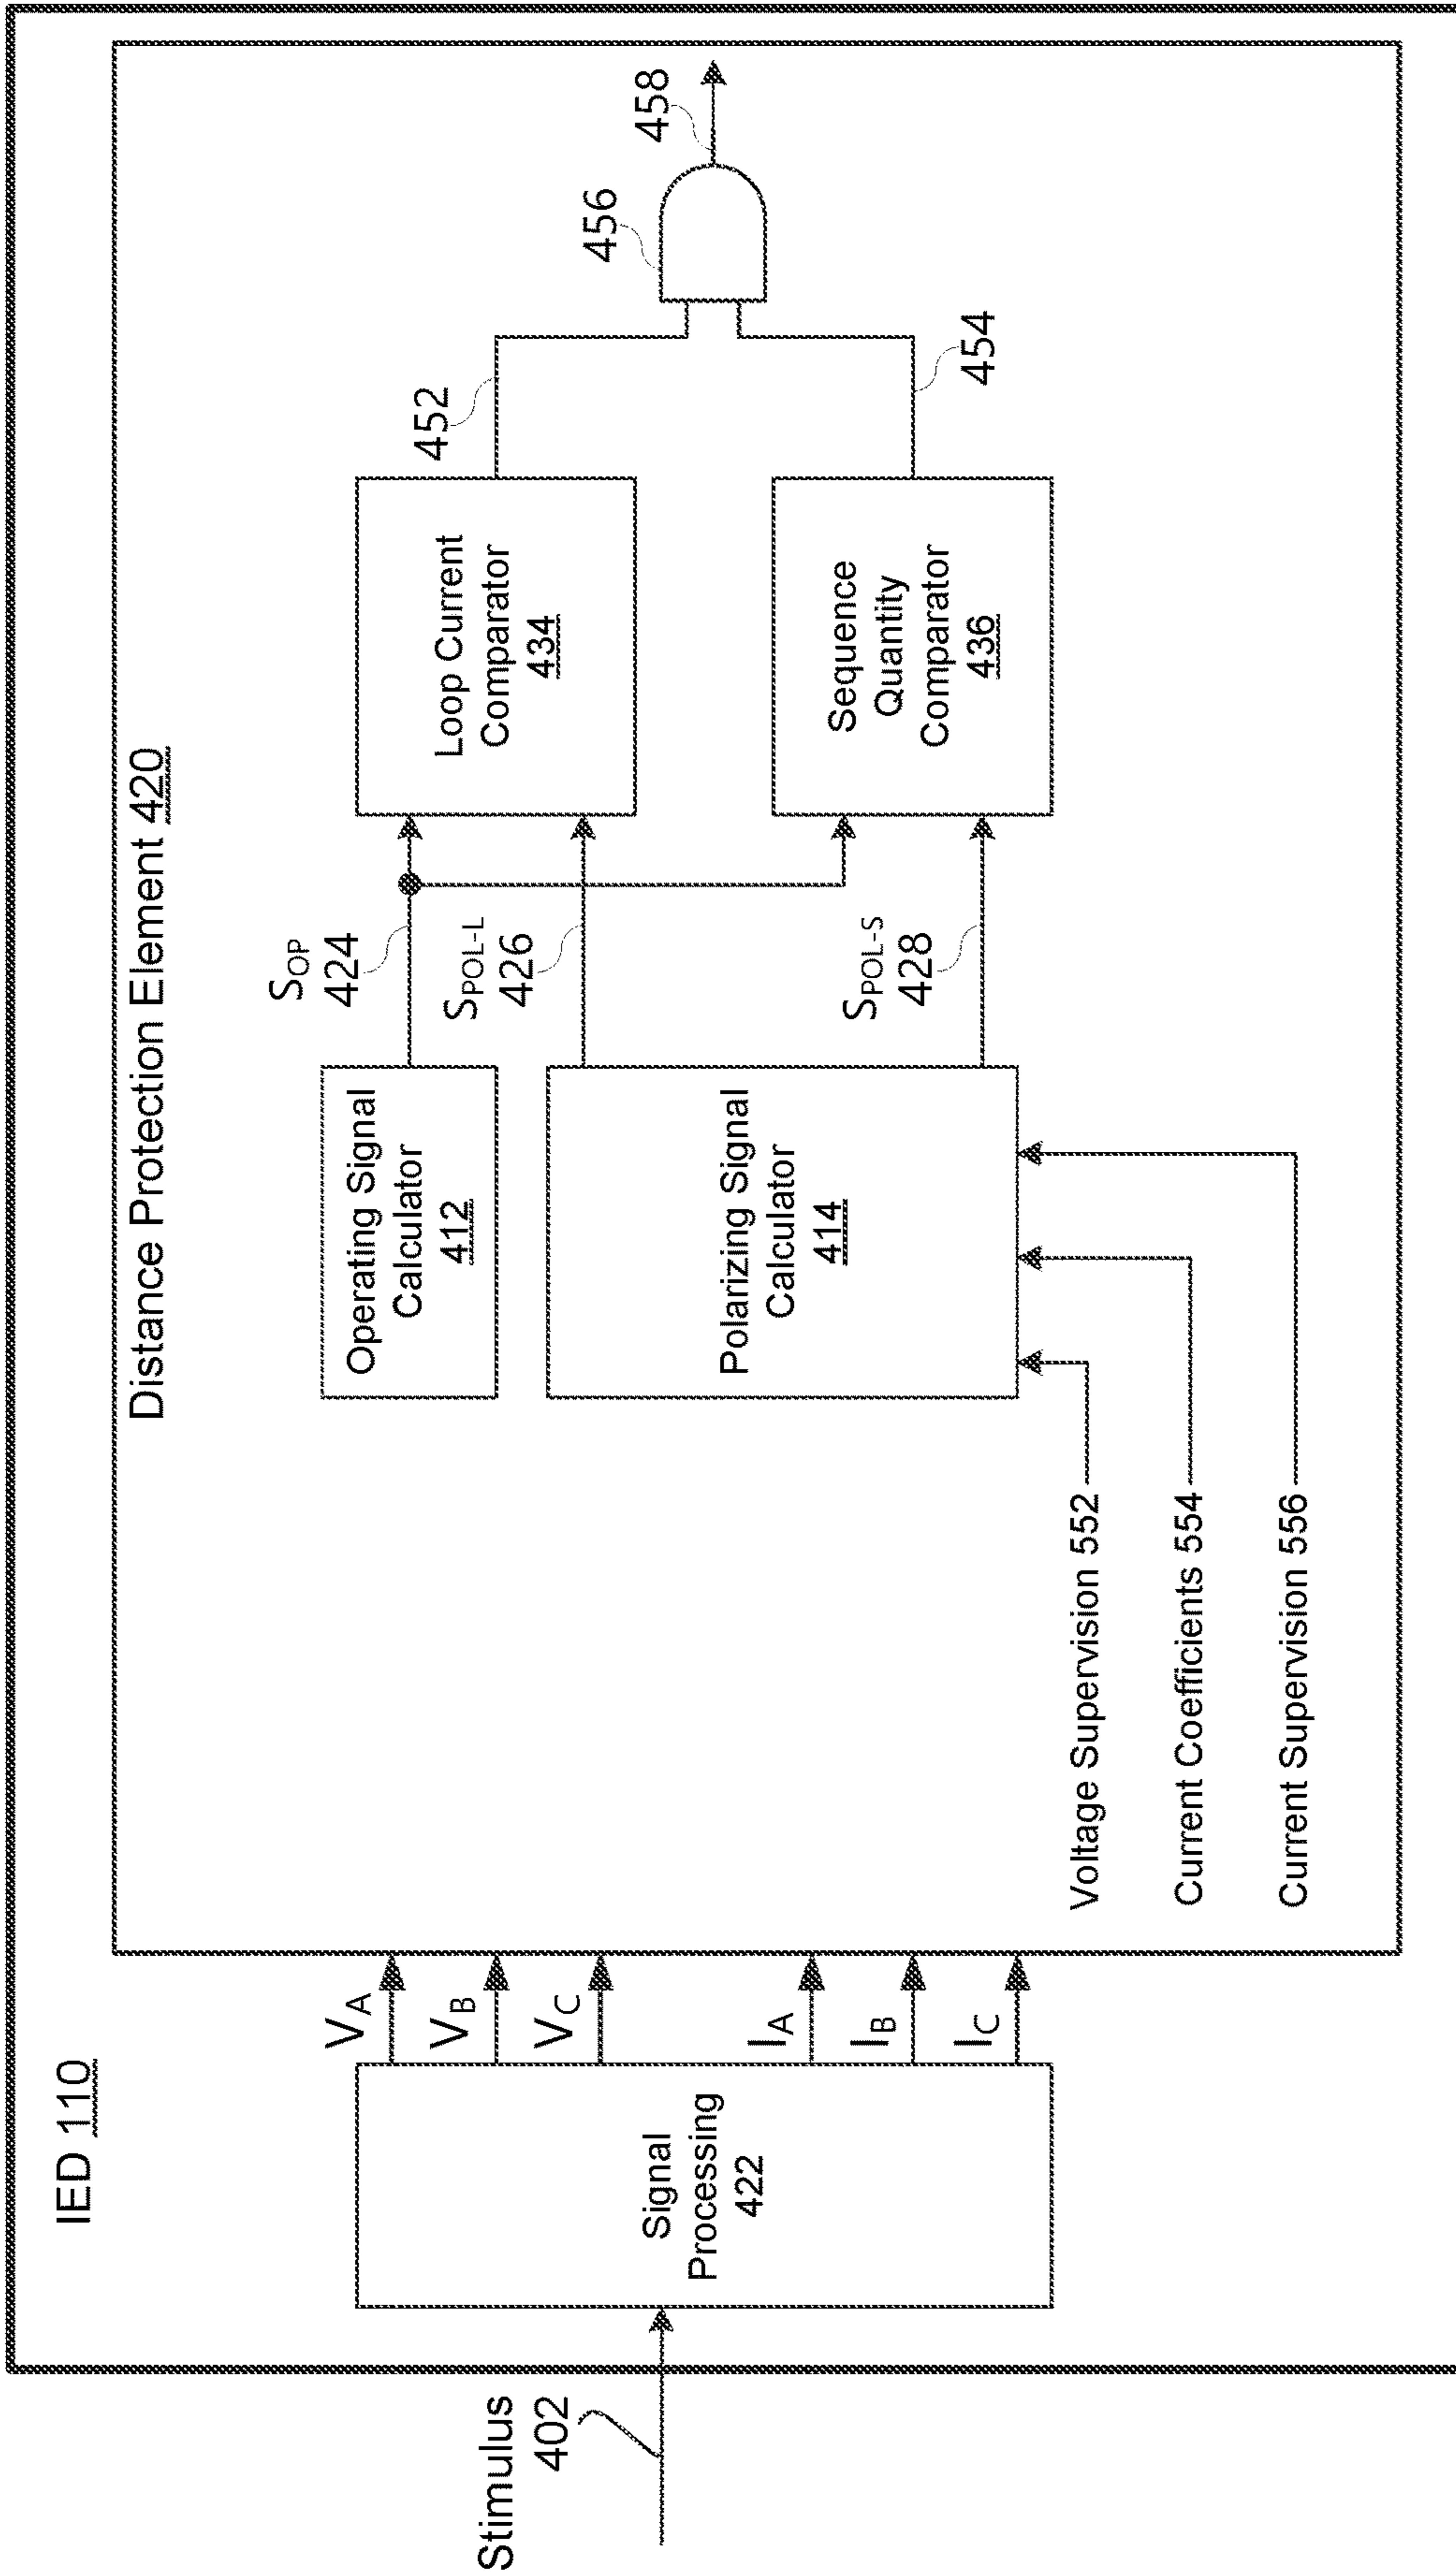 IED 110
Distance Protection Element 420
Stimulus
402
Signal
Processing
422
VA
VB
VC
IA
IB
IC
Operating Signal
Calculator
412
Polarizing Signal
Calculator
414
Voltage Supervision 552
Current Coefficients 554
Current Supervision 556
SOP
424
SPOL-L
426
SPOL-S
428
Loop Current
Comparator
434
Sequence
Quantity
Comparator
436
452
454
456
458